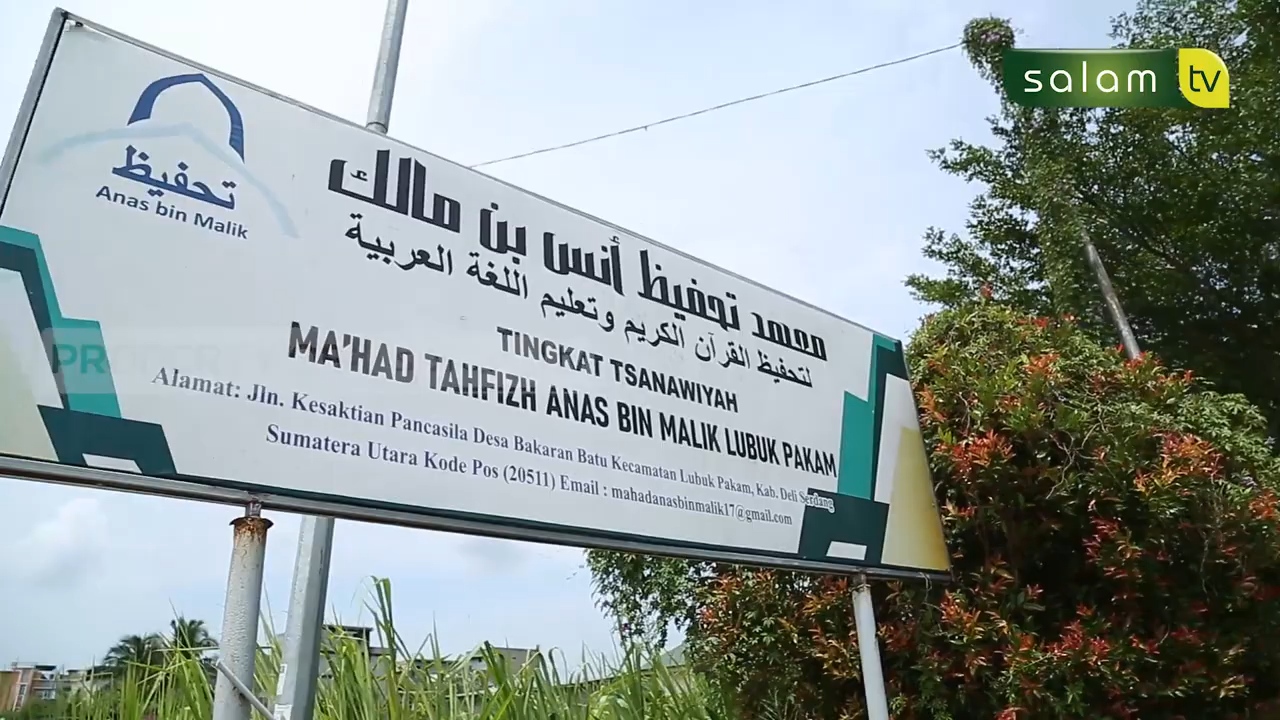 salam tv
تحفيظ
Anas bin Malik
معهد تحفيظ أنس بن مالك
لتحفيظ القرآن الكريم وتعليم اللغة العربية
TINGKAT TSANAWIYAH
MA'HAD TAHFIZH ANAS BIN MALIK LUBUK PAKAM
Alamat: Jln. Kesaktian Pancasila Desa Bakaran Batu Kecamatan Lubuk Pakam, Kab. Deli Serdang
Sumatera Utara Kode Pos (20511) Email : mahadanasbinmalik17@gmail.com